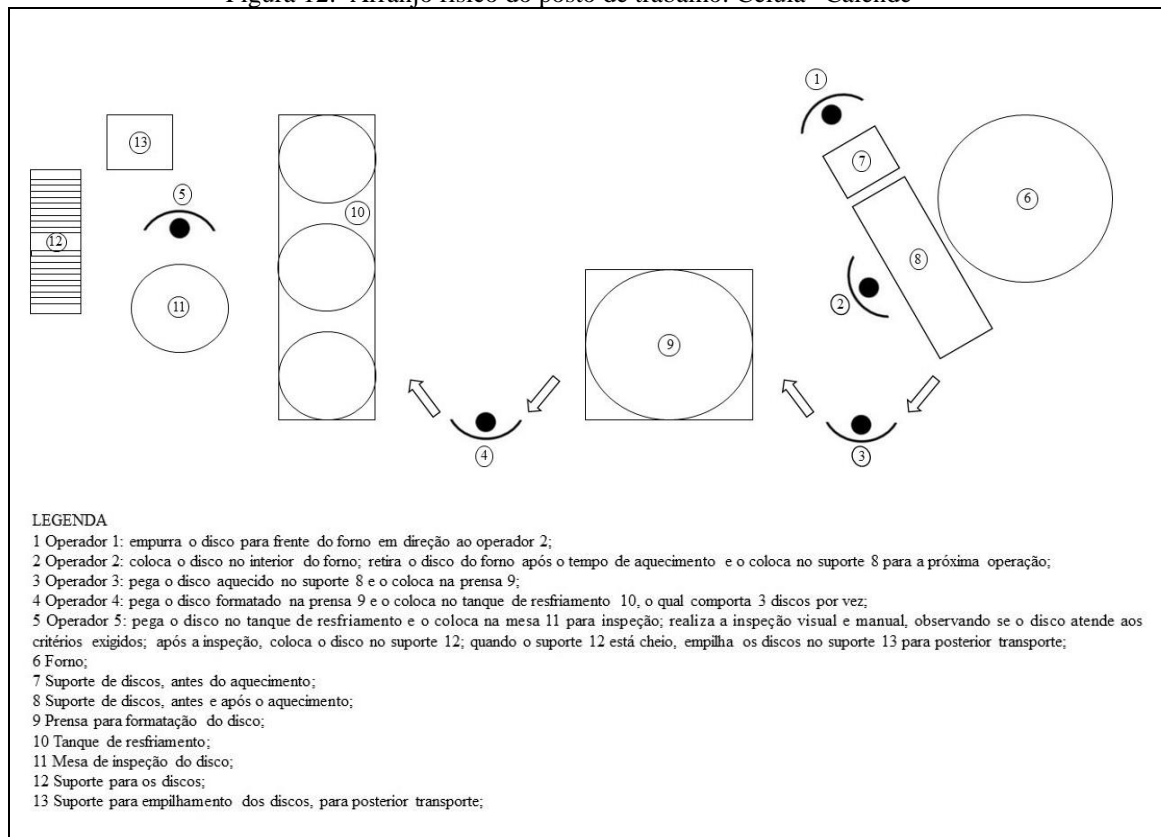 Figura 12: Arranjo físico do posto de trabalho: Célula "Calende"
1
13
7
6
5
10
12
8
2
11
9
4
3
LEGENDA
1 Operador 1: empurra o disco para frente do forno em direção ao operador 2;
2 Operador 2: coloca o disco no interior do forno; retira o disco do forno após o tempo de aquecimento e o coloca no suporte 8 para a próxima operação;
3 Operador 3: pega o disco aquecido no suporte 8 e o coloca na prensa 9;
4 Operador 4: pega o disco formatado na prensa 9 e o coloca no tanque de resfriamento 10, o qual comporta 3 discos por vez;
5 Operador 5: pega o disco no tanque de resfriamento e o coloca na mesa 11 para inspeção; realiza a inspeção visual e manual, observando se o disco atende aos
critérios exigidos; após a inspeção, coloca o disco no suporte 12; quando o suporte 12 está cheio, empilha os discos no suporte 13 para posterior transporte;
6 Forno;
7 Suporte de discos, antes do aquecimento;
8 Suporte de discos, antes e após o aquecimento;
9 Prensa para formatação do disco;
10 Tanque de resfriamento;
11 Mesa de inspeção do disco;
12 Suporte para os discos;
13 Suporte para empilhamento dos discos, para posterior transporte;